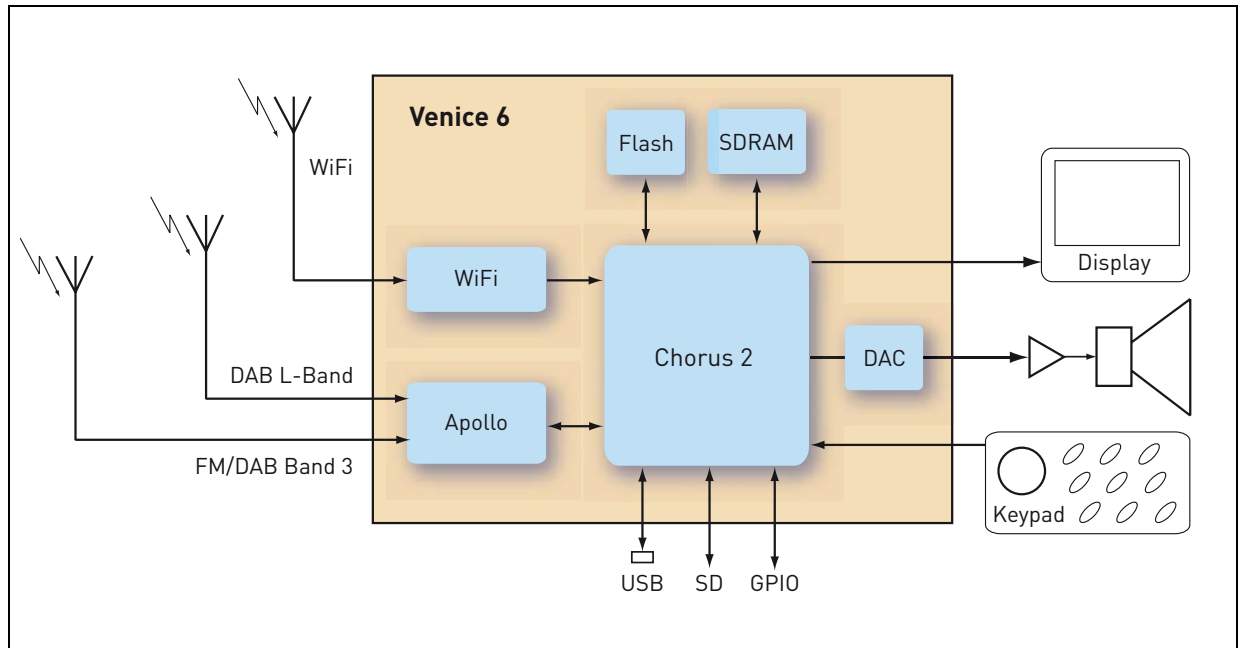 Venice 6
Flash
SDRAM
WiFi
WiFi
Display
Chorus 2
DAC
DAB L-Band
Apollo
FM/DAB Band 3
Keypad
USB
SD
GPIO